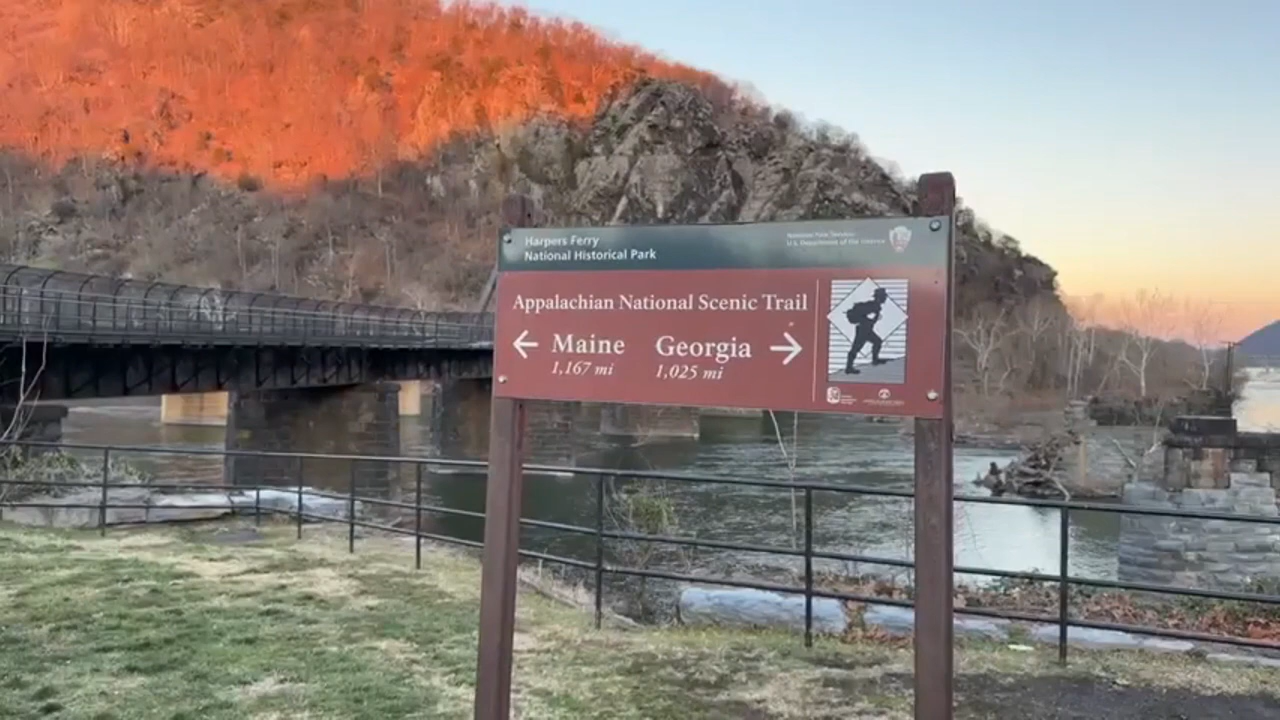 Harpers Ferry
National Historical Park
National Park Service
U.S. Department of the Interior
Appalachian National Scenic Trail
← Maine
1,167 mi
Georgia →
1,025 mi